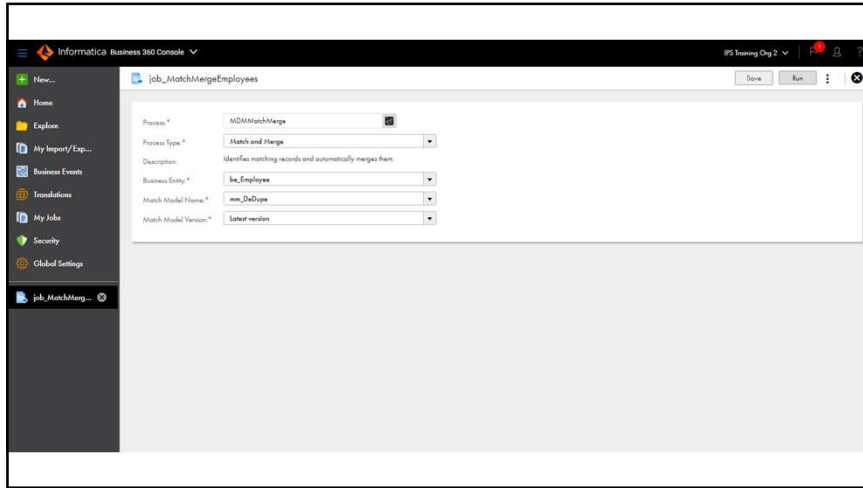 Informatica Business 360 Console
IPS Training Org 2
?
New...
job_MatchMergeEmployees
Save
Run
Home
Explore
My Import/Exp...
Business Events
Translations
My Jobs
Security
Global Settings
job_MatchMerg...
Process:* MDMMatchMerge
Process Type:* Match and Merge
Description: Identifies matching records and automatically merges them.
Business Entity:* be_Employee
Match Model Name:* mm_DeDupe
Match Model Version:* Latest version